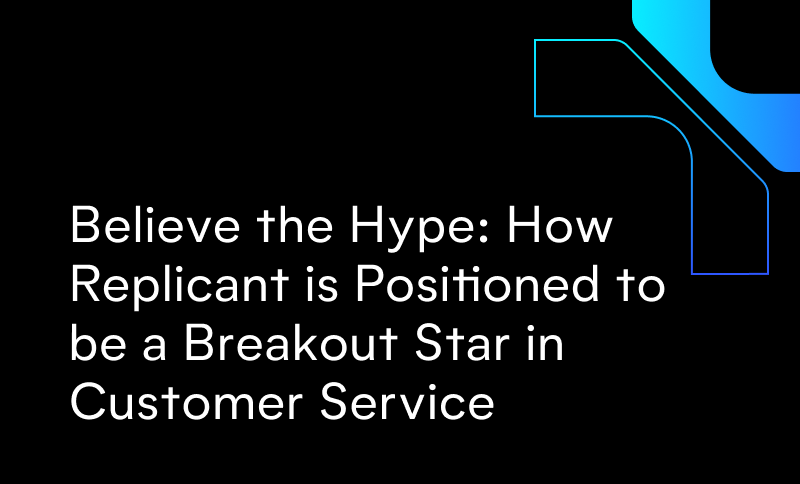 Believe the Hype: How
Replicant is Positioned to
be a Breakout Star in
Customer Service